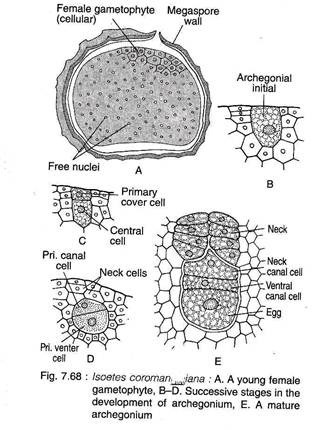 Female gametophyte
(cellular)
Megaspore
wall
Free nuclei
A
Archegonial
initial
B
Primary
cover cell
Central
cell
C
Pri. canal
cell
Neck cells
Pri. venter
cell
D
Neck
Neck
canal cell
Ventral
canal cell
Egg
E
Fig. 7.68 : Isoetes : A. A young female
gametophyte, B–D. Successive stages in the
development of archegonium, E. A mature
archegonium